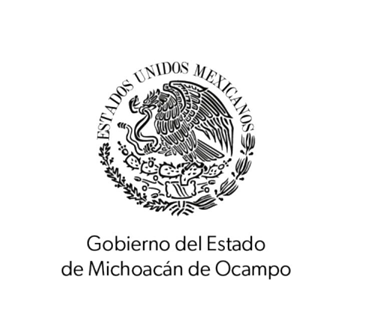 ESTADOS UNIDOS MEXICANOS
Gobierno del Estado
de Michoacán de Ocampo